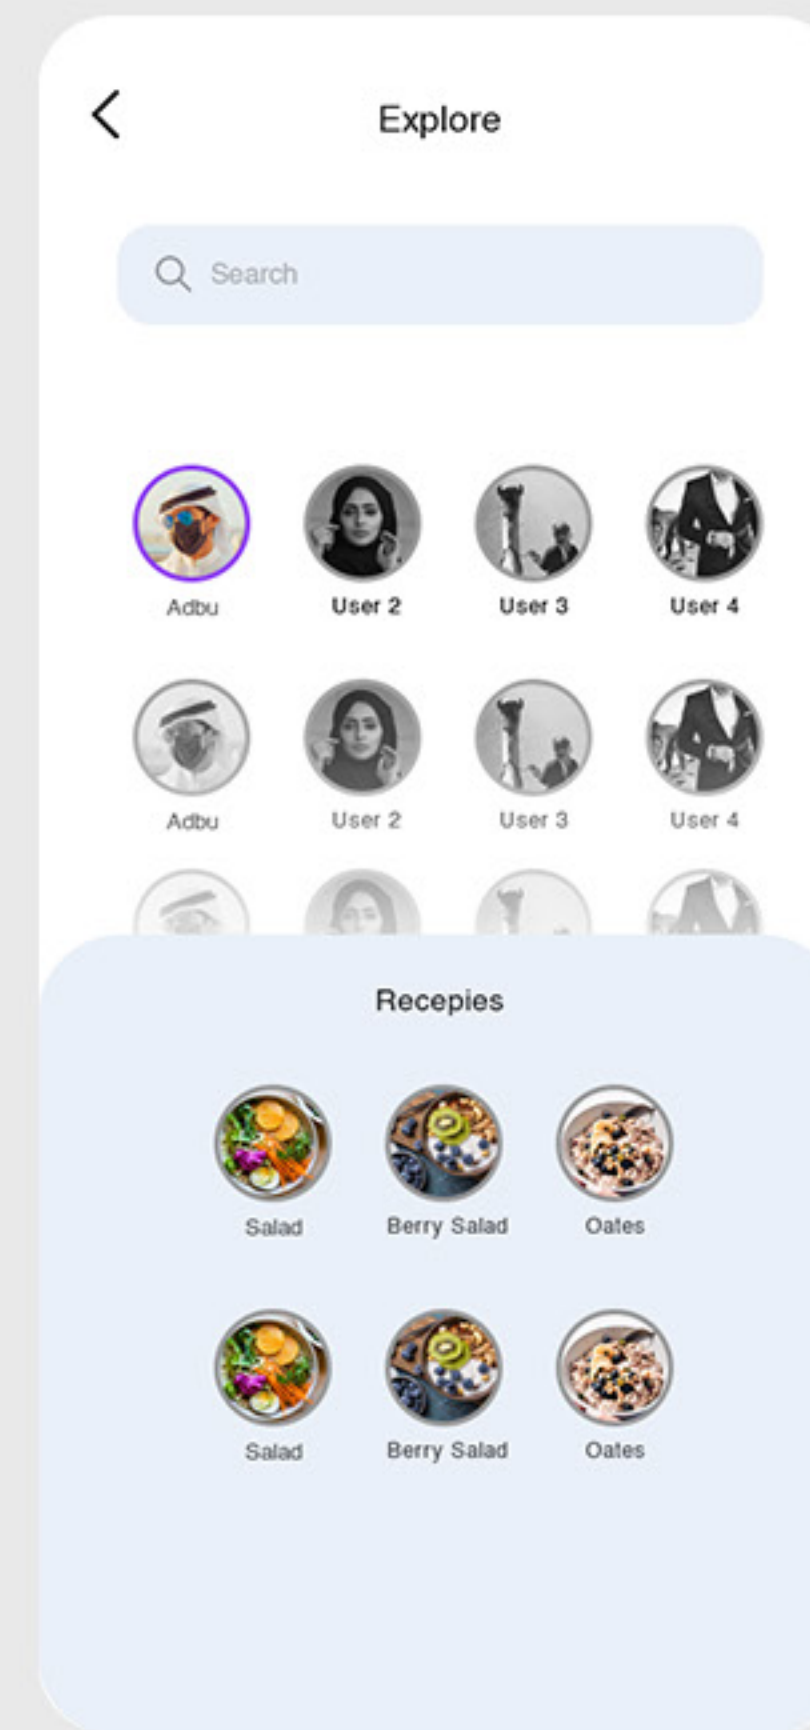 Explore
Search
Adbu User 2 User 3 User 4
Adbu User 2 User 3 User 4
Recepies
Salad Berry Salad Oates
Salad Berry Salad Oates